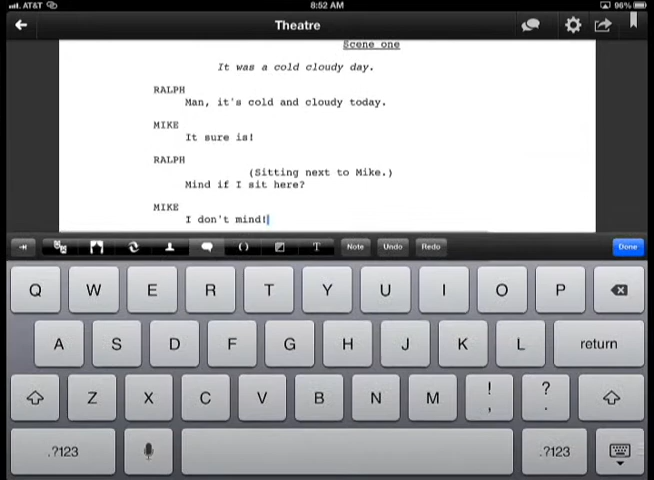 AT&T 8:52 AM 96%
Theatre
Scene one
It was a cold cloudy day.
RALPH
Man, it's cold and cloudy today.
MIKE
It sure is!
RALPH
(Sitting next to Mike.)
Mind if I sit here?
MIKE
I don't mind!
T Note Undo Redo Done
Q W E R T Y U I O P
A S D F G H J K L return
Z X C V B N M ! , ? .
.?123 .?123